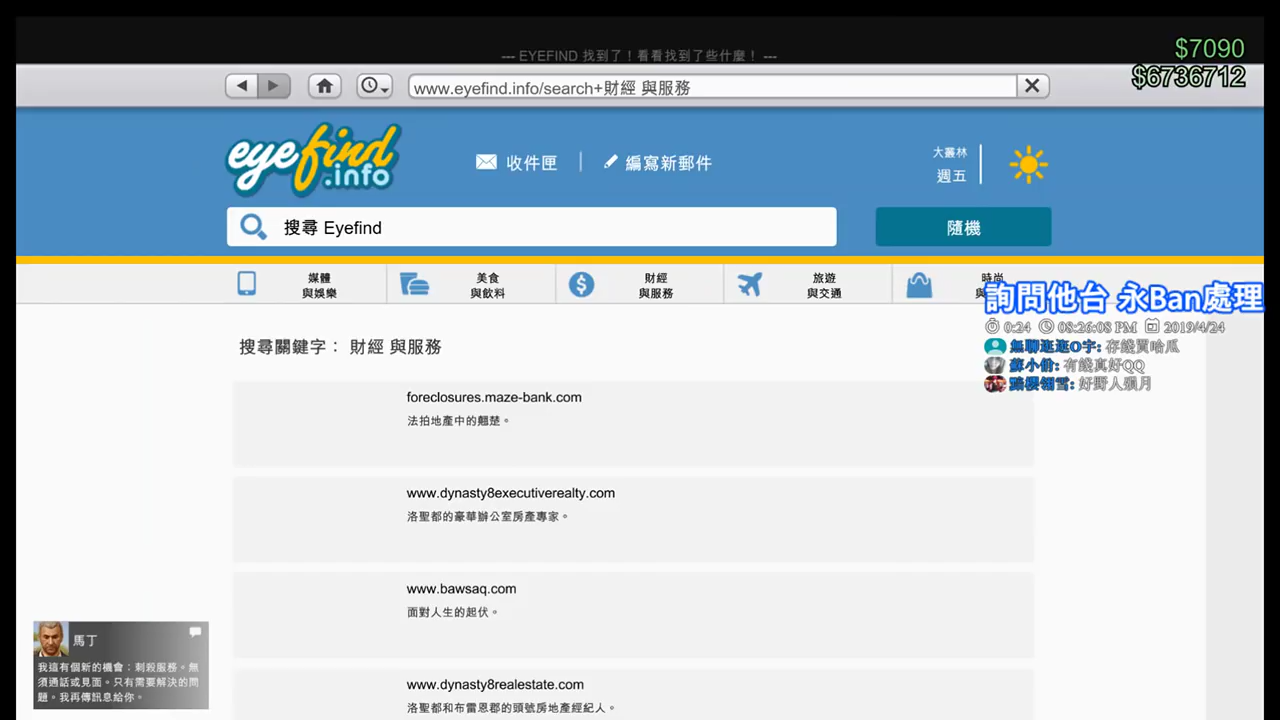 --- EYEFIND 找到了！看看找到了些什麼！ ---
$7090
$6736712
www.eyefind.info/search+財經 與服務
eyefind
.info
收件匣
編寫新郵件
大叢林
週五
搜尋 Eyefind
隨機
媒體
與娛樂
美食
與飲料
財經
與服務
旅遊
與交通
時尚
與
詢問他台 永Ban處理
0:24 08:26:08 PM 2019/4/24
無聊逛逛O宇: 存錢買哈瓜
蘇小倩: 有錢真好QQ
黯櫻翎雪: 好野人狽月
搜尋關鍵字： 財經 與服務
foreclosures.maze-bank.com
法拍地產中的翹楚。
www.dynasty8executiverealty.com
洛聖都的豪華辦公室房產專家。
www.bawsaq.com
面對人生的起伏。
www.dynasty8realestate.com
洛聖都和布雷恩郡的頭號房地產經紀人。
馬丁
我這有個新的機會：刺殺服務。無
須通話或見面。只有需要解決的問
題。我再傳訊息給你。